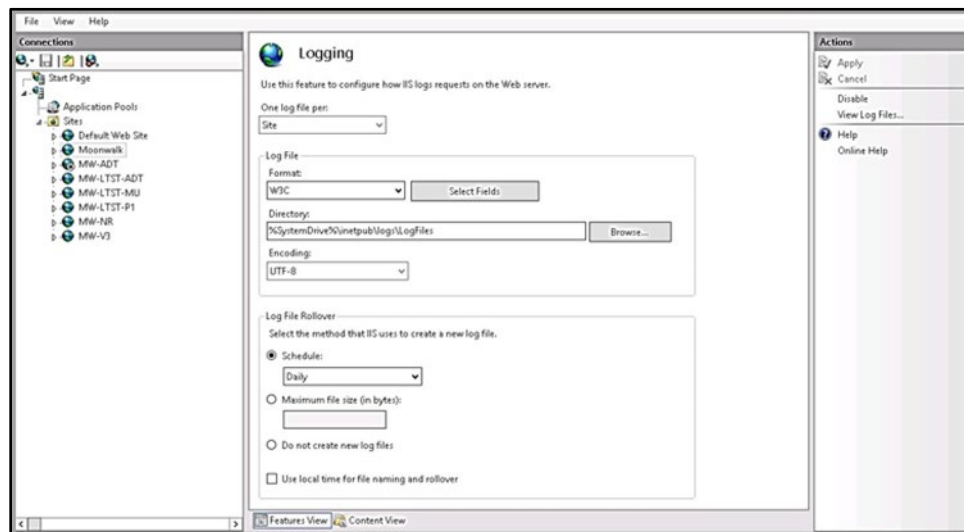 File View Help
Connections
Start Page
Application Pools
Sites
Default Web Site
Moonwalk
MW-ADT
MW-LTST-ADT
MW-LTST-MU
MW-LTST-P1
MW-NR
MW-V3
Logging
Use this feature to configure how IIS logs requests on the Web server.
One log file per:
Site
Log File
Format:
W3C
Select Fields
Directory:
%SystemDrive%\inetpub\logs\LogFiles
Browse...
Encoding:
UTF-8
Log File Rollover
Select the method that IIS uses to create a new log file.
Schedule:
Daily
Maximum file size (in bytes):
Do not create new log files
Use local time for file naming and rollover
Features View Content View
Actions
Apply
Cancel
Disable
View Log Files...
Help
Online Help